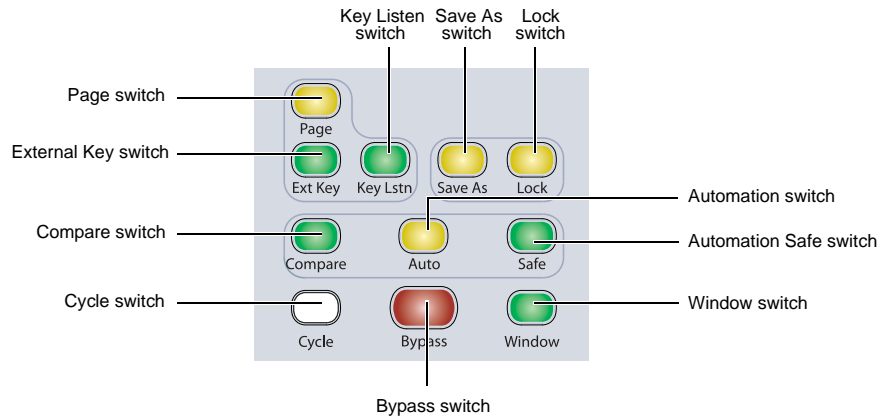 Key Listen
switch
Save As
switch
Lock
switch
Page switch
Page
External Key switch
Ext Key
Key Lstn
Save As
Lock
Automation switch
Compare switch
Compare
Auto
Safe
Automation Safe switch
Cycle switch
Cycle
Bypass
Window
Window switch
Bypass switch